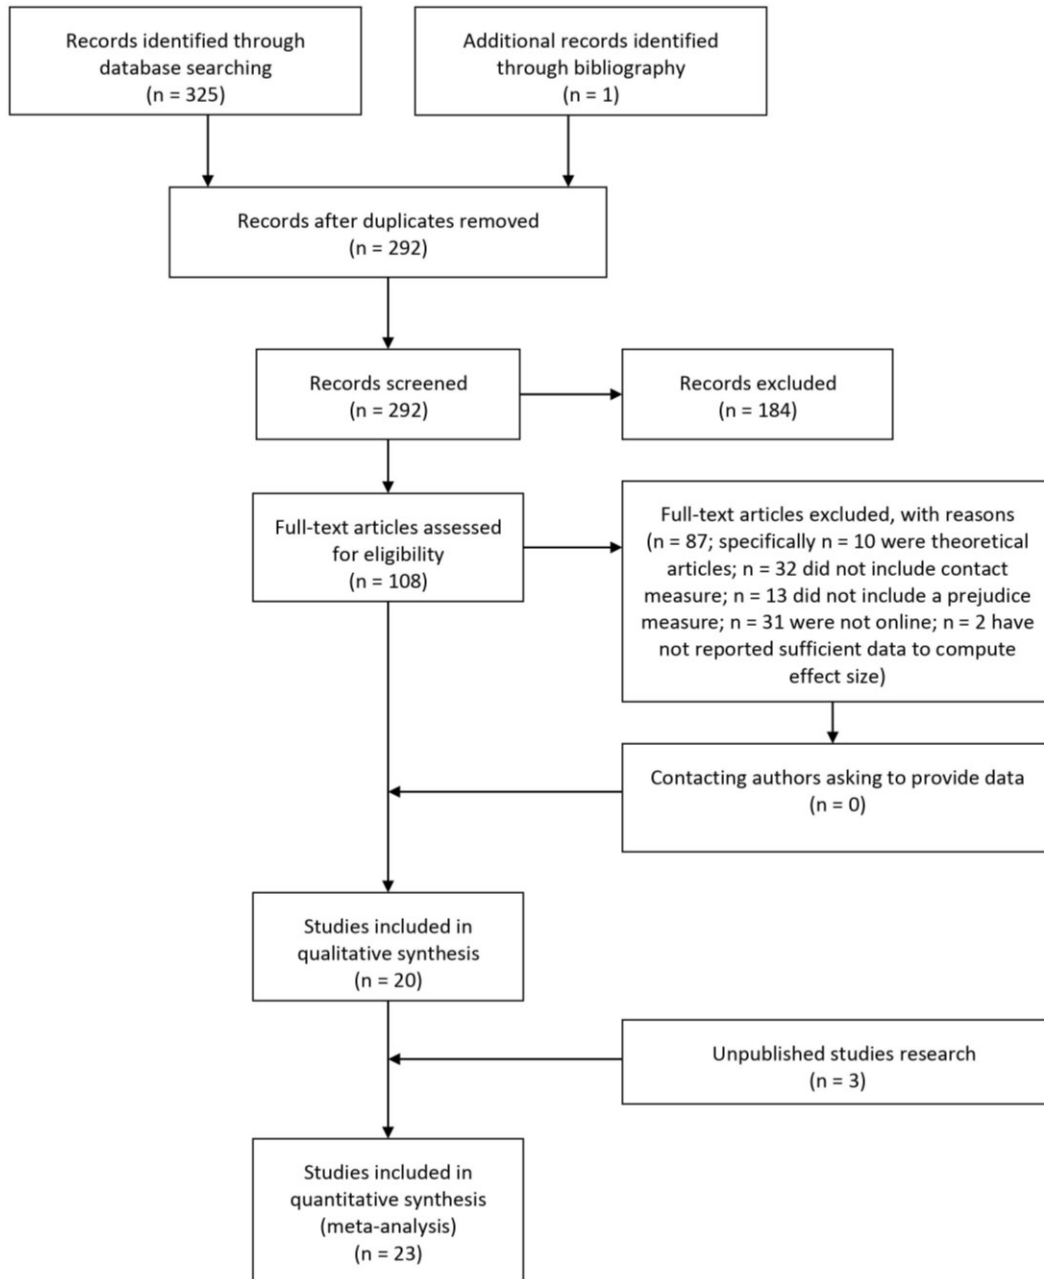 Records identified through
database searching
(n = 325)
Additional records identified
through bibliography
(n = 1)
Records after duplicates removed
(n = 292)
Records screened
(n = 292)
Records excluded
(n = 184)
Full-text articles assessed
for eligibility
(n = 108)
Full-text articles excluded, with reasons
(n = 87; specifically n = 10 were theoretical
articles; n = 32 did not include contact
measure; n = 13 did not include a prejudice
measure; n = 31 were not online; n = 2 have
not reported sufficient data to compute
effect size)
Contacting authors asking to provide data
(n = 0)
Studies included in
qualitative synthesis
(n = 20)
Unpublished studies research
(n = 3)
Studies included in
quantitative synthesis
(meta-analysis)
(n = 23)